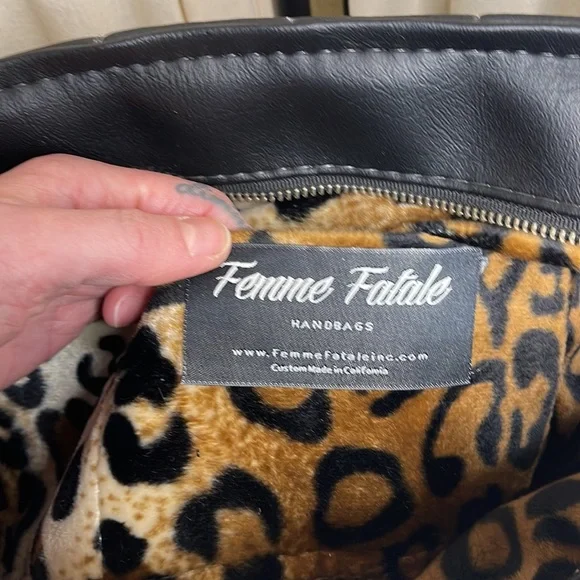 Femme Fatale
HANDBAGS
www.FemmeFataleinc.com
Custom Made in California